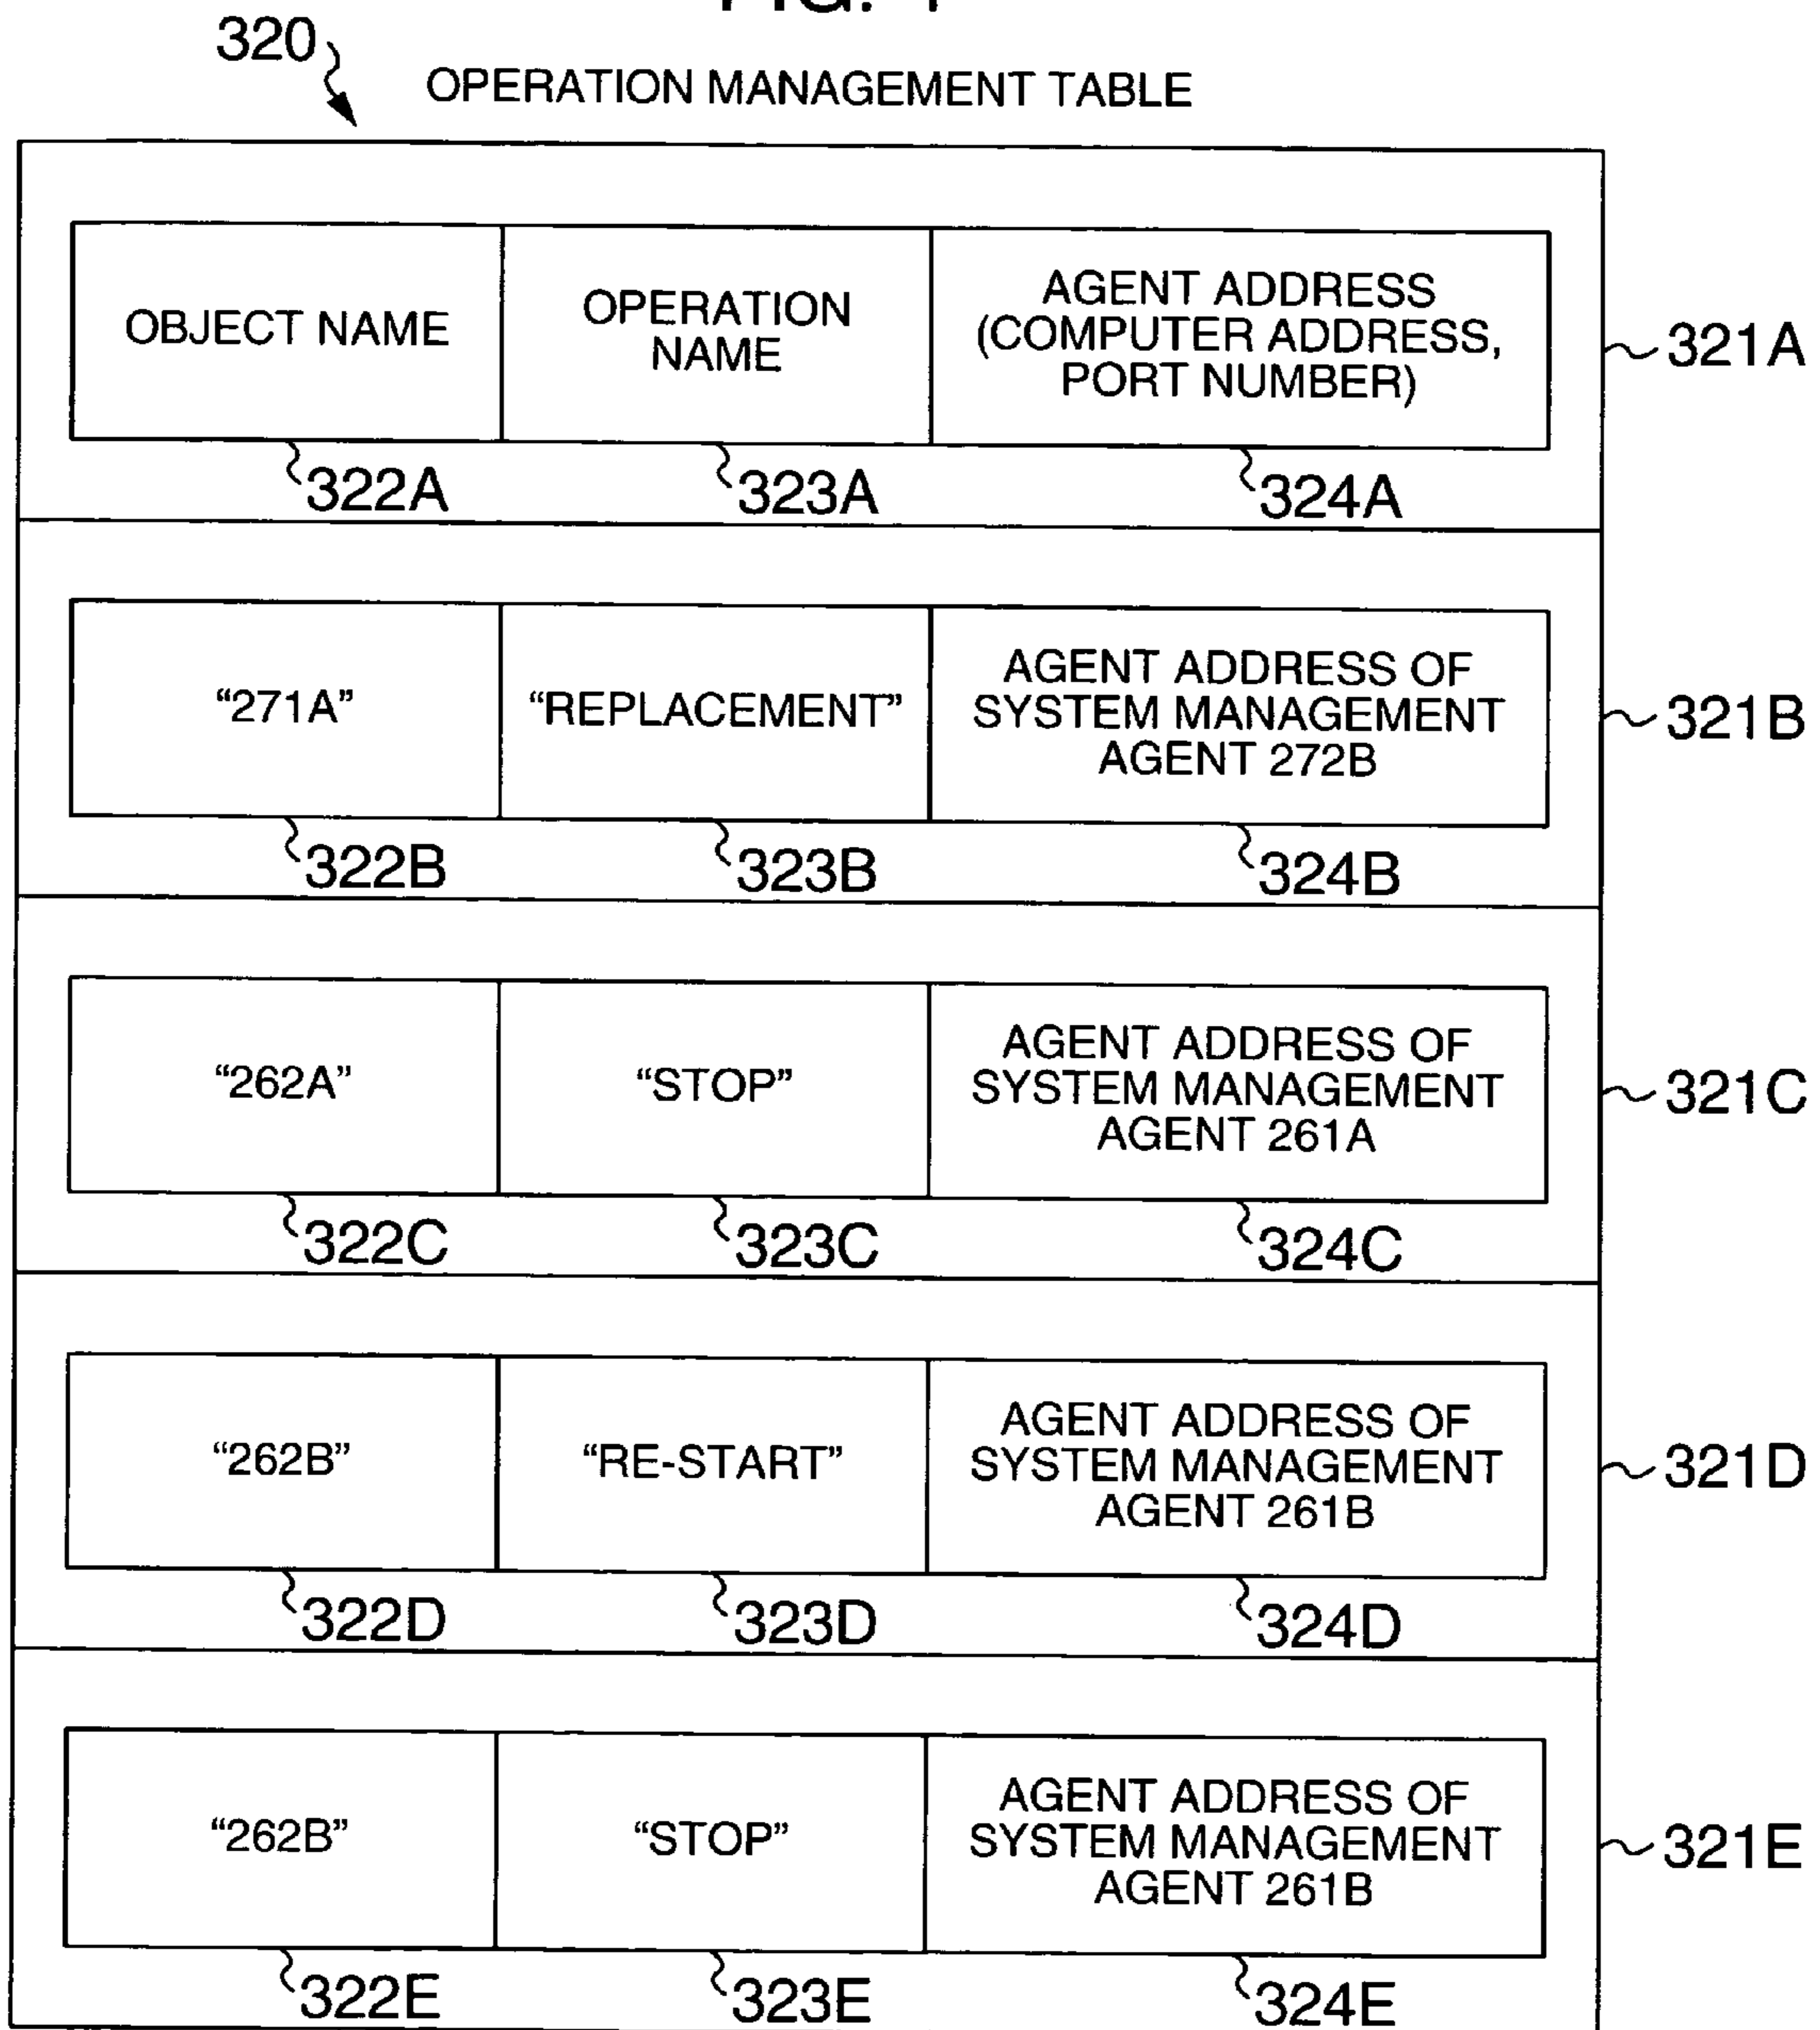 320
OPERATION MANAGEMENT TABLE
OBJECT NAME
OPERATION
NAME
AGENT ADDRESS
(COMPUTER ADDRESS,
PORT NUMBER)
321A
322A
323A
324A
“271A”
“REPLACEMENT”
AGENT ADDRESS OF
SYSTEM MANAGEMENT
AGENT 272B
321B
322B
323B
324B
“262A”
“STOP”
AGENT ADDRESS OF
SYSTEM MANAGEMENT
AGENT 261A
321C
322C
323C
324C
“262B”
“RE-START”
AGENT ADDRESS OF
SYSTEM MANAGEMENT
AGENT 261B
321D
322D
323D
324D
“262B”
“STOP”
AGENT ADDRESS OF
SYSTEM MANAGEMENT
AGENT 261B
321E
322E
323E
324E